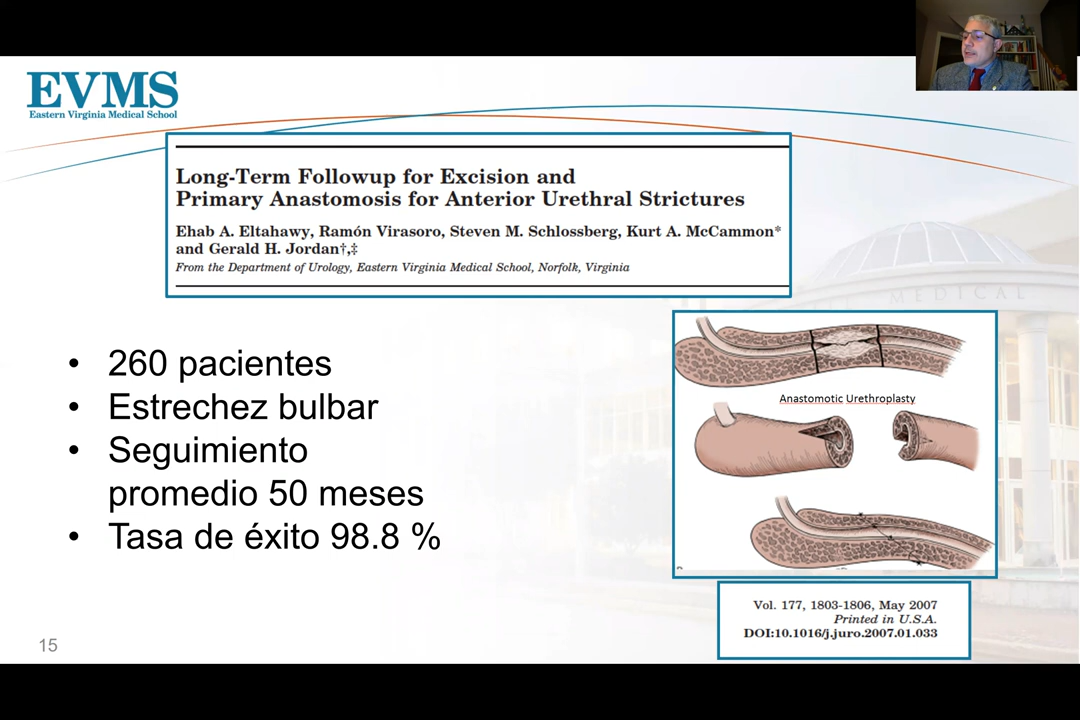 EVMS
Eastern Virginia Medical School
Long-Term Followup for Excision and
Primary Anastomosis for Anterior Urethral Strictures
Ehab A. Eltahawy, Ramón Virasoro, Steven M. Schlossberg, Kurt A. McCammon*
and Gerald H. Jordan†,‡
From the Department of Urology, Eastern Virginia Medical School, Norfolk, Virginia
• 260 pacientes
• Estrechez bulbar
• Seguimiento
promedio 50 meses
• Tasa de éxito 98.8 %
MEDICAL
Anastomotic Urethroplasty
Vol. 177, 1803-1806, May 2007
Printed in U.S.A.
DOI:10.1016/j.juro.2007.01.033
15